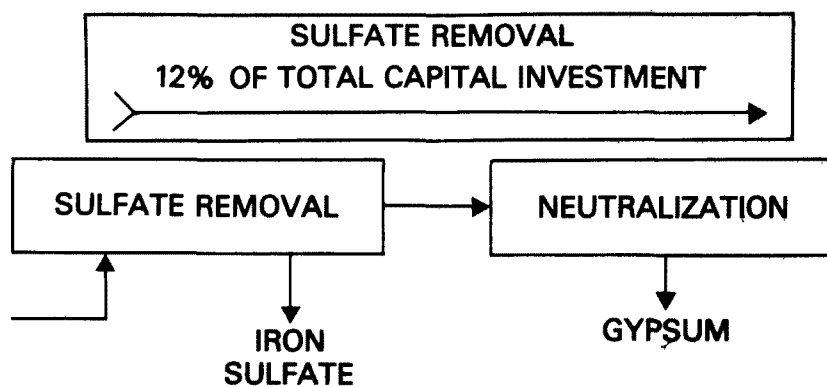 SULFATE REMOVAL
12% OF TOTAL CAPITAL INVESTMENT
SULFATE REMOVAL
NEUTRALIZATION
IRON
SULFATE
GYPSUM